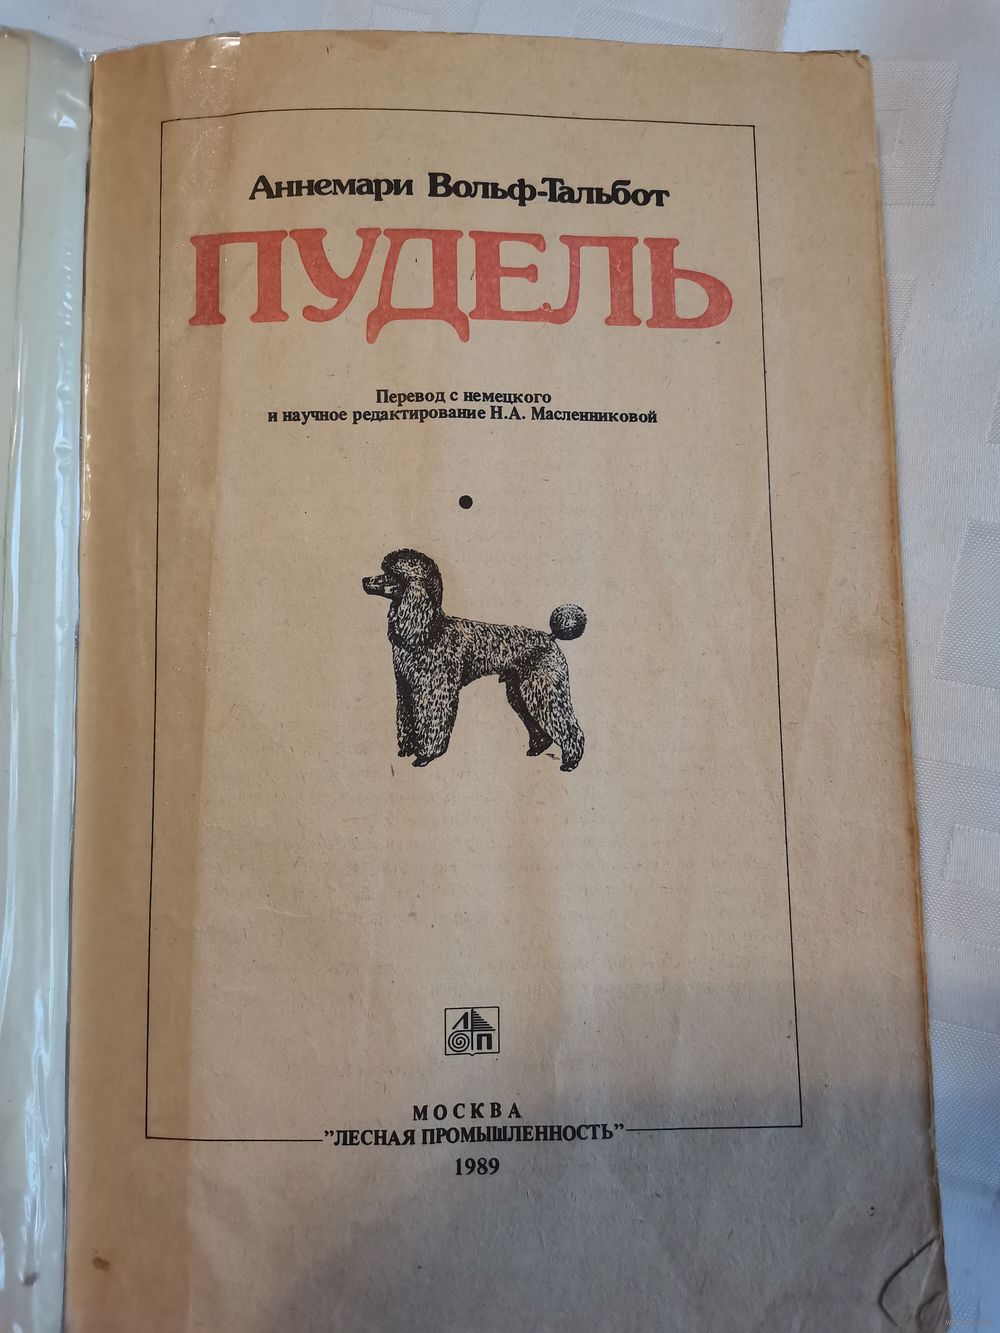 Аннемари Вольф-Тальбот
ПУДЕЛЬ
Перевод с немецкого
и научное редактирование Н.А. Масленниковой
ЛП
МОСКВА
”ЛЕСНАЯ ПРОМЫШЛЕННОСТЬ”
1989